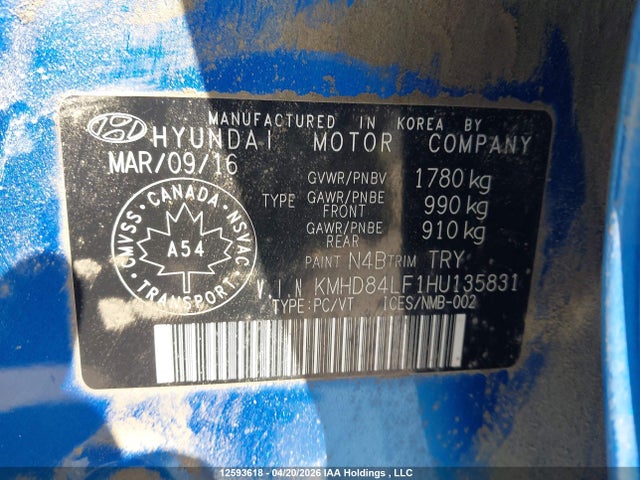 MANUFACTURED IN KOREA BY
HYUNDAI MOTOR COMPANY
MAR/09/16
GVWR/PNBV 1780 kg
TYPE GAWR/PNBE FRONT 990 kg
GAWR/PNBE REAR 910 kg
PAINT N4B TRIM TRY
V.I.N KMHD84LF1HU135831
TYPE:PC/VT ICES/NMB-002
CMVSS · CANADA · NSVAC
A54
TRANSPORT
12593618 - 04/20/2026 IAA Holdings , LLC